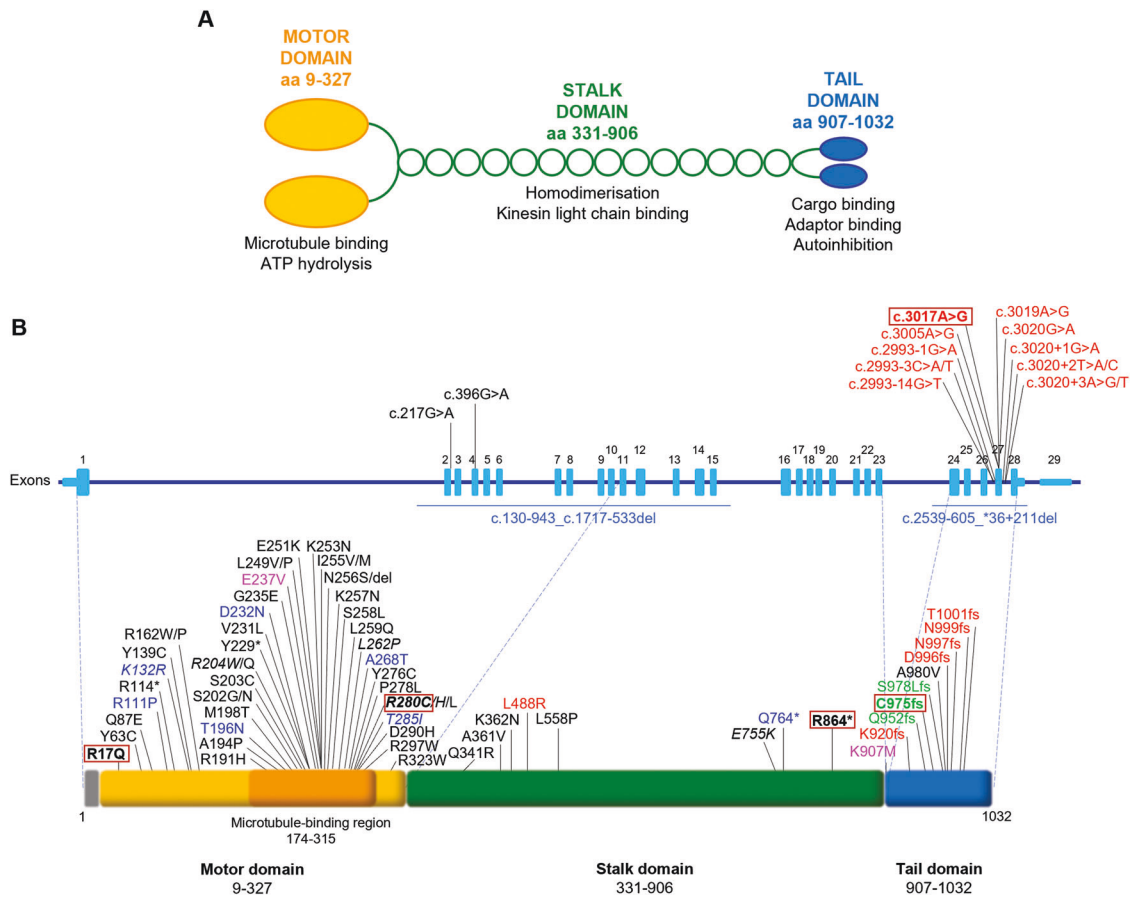 A
MOTOR
DOMAIN
aa 9-327
STALK
DOMAIN
aa 331-906
TAIL
DOMAIN
aa 907-1032
Homodimerisation
Kinesin light chain binding
Microtubule binding
ATP hydrolysis
Cargo binding
Adaptor binding
Autoinhibition
B
c.3017A>G
c.3005A>G
c.2993-1G>A
c.2993-3C>A/T
c.2993-14G>T
c.3019A>G
c.3020G>A
c.3020+1G>A
c.3020+2T>A/C
c.3020+3A>G/T
c.396G>A
c.217G>A
Exons
1
2
3
4
5
6
7
8
9
10
11
12
13
14
15
16
17
18
19
20
21
22
23
24
25
26
27
28
29
c.130-943_c.1717-533del
c.2539-605_*36+211del
R162W/P
Y139C
K132R
R114*
R111P
Q87E
Y63C
R17Q
E251K
L249V/P
E237V
G235E
D232N
V231L
Y229*
R204W/Q
S203C
S202G/N
M198T
T196N
A194P
R191H
K253N
I255V/M
N256S/del
K257N
S258L
L259Q
L262P
A268T
Y276C
P278L
R280C/H/L
T285I
D290H
R297W
R323W
Q341R
A361V
K362N
L488R
L558P
E755K
Q764*
R864*
T1001fs
N999fs
N997fs
D996fs
A980V
S978Lfs
C975fs
Q952fs
K920fs
K907M
1
1032
Microtubule-binding region
174-315
Motor domain
9-327
Stalk domain
331-906
Tail domain
907-1032